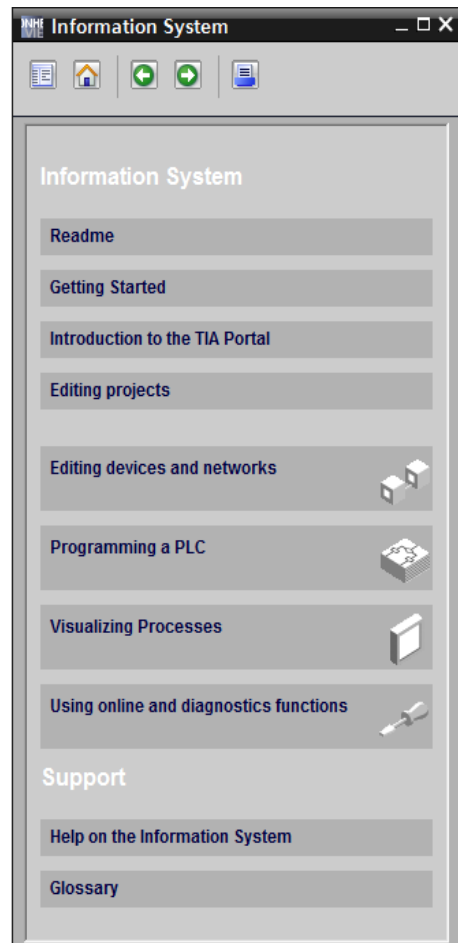 Information System
Information System
Readme
Getting Started
Introduction to the TIA Portal
Editing projects
Editing devices and networks
Programming a PLC
Visualizing Processes
Using online and diagnostics functions
Support
Help on the Information System
Glossary